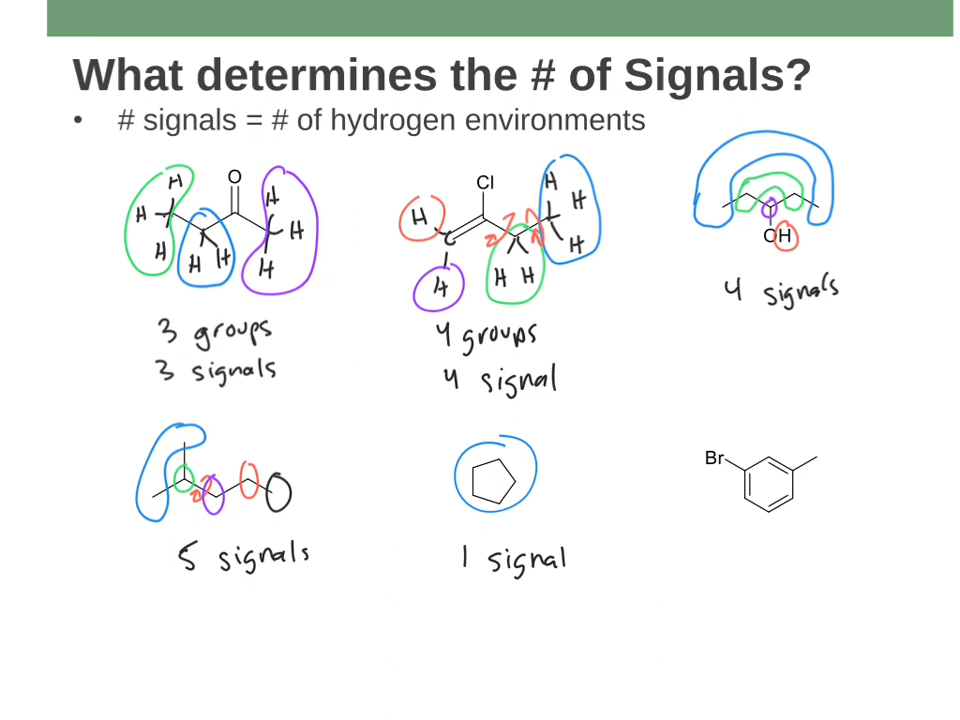 What determines the # of Signals?
• # signals = # of hydrogen environments
H H H H H O H H H
3 groups
3 signals
Cl H C H H H H H H
4 groups
4 signal
OH
4 signals
5 signals
1 signal
Br